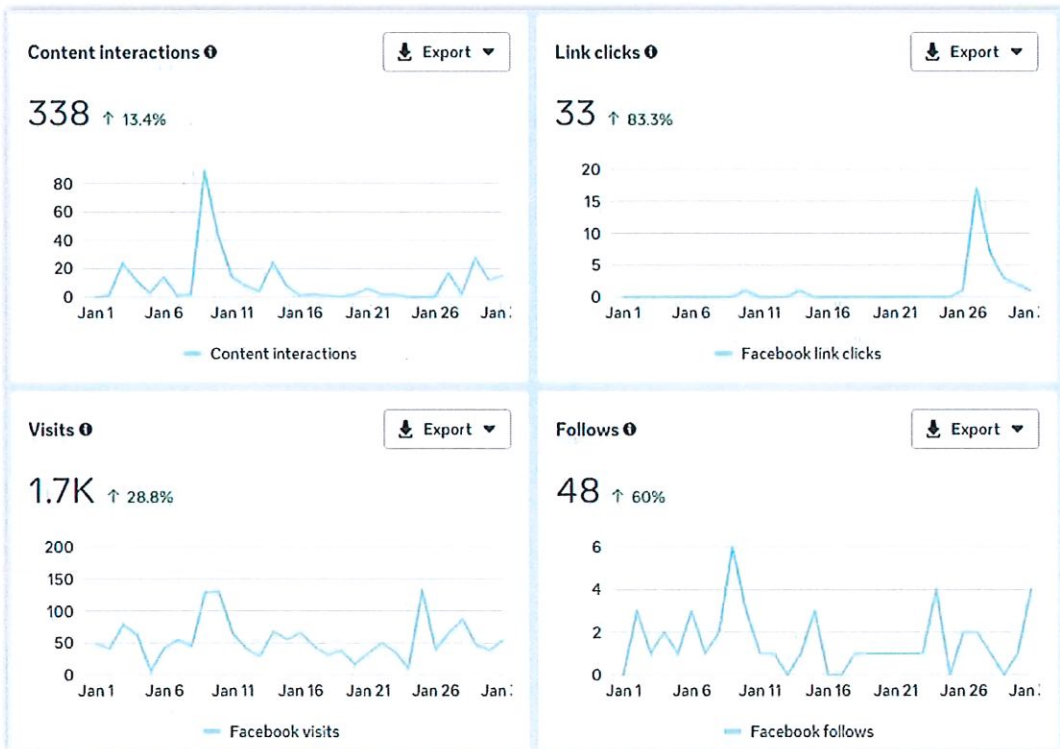 Content interactions
Export
338 ↑ 13.4%
80
60
40
20
0
Jan 1 Jan 6 Jan 11 Jan 16 Jan 21 Jan 26 Jan
Content interactions
Link clicks
Export
33 ↑ 83.3%
20
15
10
5
0
Jan 1 Jan 6 Jan 11 Jan 16 Jan 21 Jan 26 Jan
Facebook link clicks
Visits
Export
1.7K ↑ 28.8%
200
150
100
50
0
Jan 1 Jan 6 Jan 11 Jan 16 Jan 21 Jan 26 Jan
Facebook visits
Follows
Export
48 ↑ 60%
6
4
2
0
Jan 1 Jan 6 Jan 11 Jan 16 Jan 21 Jan 26 Jan
Facebook follows